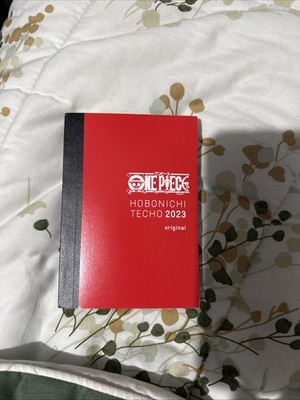 ONE PIECE
HOBONICHI
TECHO 2023
original